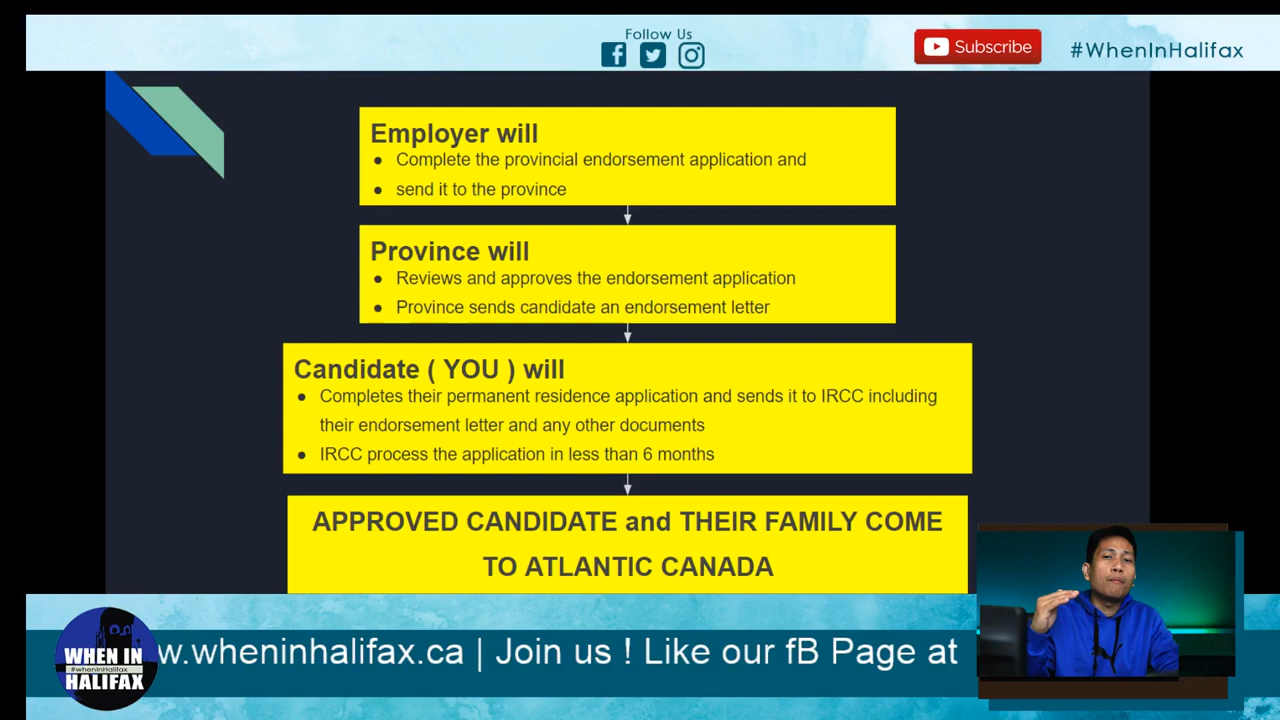 Follow Us
Subscribe
#WhenInHalifax
Employer will
● Complete the provincial endorsement application and
● send it to the province
Province will
● Reviews and approves the endorsement application
● Province sends candidate an endorsement letter
Candidate ( YOU ) will
● Completes their permanent residence application and sends it to IRCC including
their endorsement letter and any other documents
● IRCC process the application in less than 6 months
APPROVED CANDIDATE and THEIR FAMILY COME
TO ATLANTIC CANADA
WHEN IN
#whenInHalifax
HALIFAX
w.wheninhalifax.ca | Join us ! Like our fB Page at